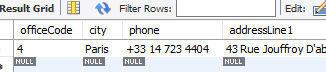 Result Grid Filter Rows: Edit:
officeCode city phone addressLine1
4 Paris +33 14 723 4404 43 Rue Jouffroy D'ab
NULL NULL NULL NULL